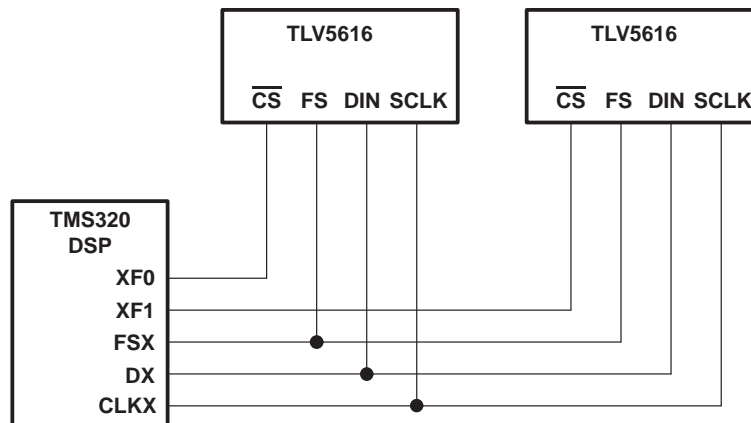 TLV5616
TLV5616
CS FS DIN SCLK
CS FS DIN SCLK
TMS320
DSP
XF0
XF1
FSX
DX
CLKX